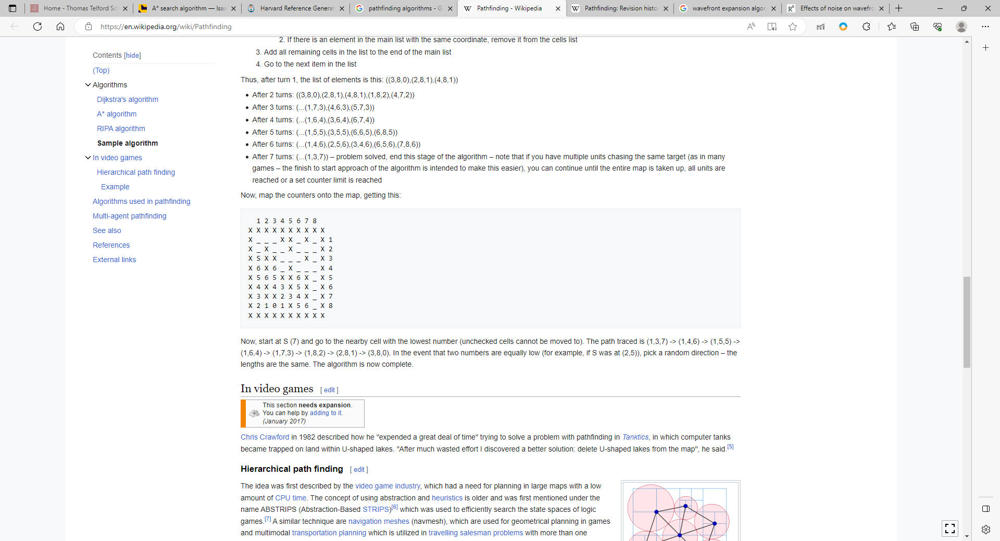 Home - Thomas Telford Sch
A* search algorithm — Isaa
Harvard Reference Generat
pathfinding algorithms - G
Pathfinding - Wikipedia
Pathfinding: Revision histo
wavefront expansion algor
Effects of noise on wavefro
https://en.wikipedia.org/wiki/Pathfinding
Contents [hide]
(Top)
Algorithms
Dijkstra's algorithm
A* algorithm
RIPA algorithm
Sample algorithm
In video games
Hierarchical path finding
Example
Algorithms used in pathfinding
Multi-agent pathfinding
See also
References
External links
2. If there is an element in the main list with the same coordinate, remove it from the cells list
3. Add all remaining cells in the list to the end of the main list
4. Go to the next item in the list
Thus, after turn 1, the list of elements is this: ((3,8,0),(2,8,1),(4,8,1))
• After 2 turns: ((3,8,0),(2,8,1),(4,8,1),(1,8,2),(4,7,2))
• After 3 turns: (...(1,7,3),(4,6,3),(5,7,3))
• After 4 turns: (...(1,6,4),(3,6,4),(6,7,4))
• After 5 turns: (...(1,5,5),(3,5,5),(6,6,5),(6,8,5))
• After 6 turns: (...(1,4,6),(2,5,6),(3,4,6),(6,5,6),(7,8,6))
• After 7 turns: (...(1,3,7)) – problem solved, end this stage of the algorithm – note that if you have multiple units chasing the same target (as in many
games – the finish to start approach of the algorithm is intended to make this easier), you can continue until the entire map is taken up, all units are
reached or a set counter limit is reached
Now, map the counters onto the map, getting this:
1 2 3 4 5 6 7 8
X X X X X X X X X X
X _ _ _ X X _ X _ X 1
X _ X _ _ X _ _ _ X 2
X S X X _ _ _ X _ X 3
X 6 X 6 _ X _ _ _ X 4
X 5 6 5 X X 6 X _ X 5
X 4 X 4 3 X 5 X _ X 6
X 3 X X 2 3 4 X _ X 7
X 2 1 0 1 X 5 6 _ X 8
X X X X X X X X X X
Now, start at S (7) and go to the nearby cell with the lowest number (unchecked cells cannot be moved to). The path traced is (1,3,7) -> (1,4,6) -> (1,5,5) ->
(1,6,4) -> (1,7,3) -> (1,8,2) -> (2,8,1) -> (3,8,0). In the event that two numbers are equally low (for example, if S was at (2,5)), pick a random direction – the
lengths are the same. The algorithm is now complete.
In video games [ edit ]
This section needs expansion.
You can help by adding to it.
(January 2017)
Chris Crawford in 1982 described how he "expended a great deal of time" trying to solve a problem with pathfinding in Tanktics, in which computer tanks
became trapped on land within U-shaped lakes. "After much wasted effort I discovered a better solution: delete U-shaped lakes from the map", he said.[5]
Hierarchical path finding [ edit ]
The idea was first described by the video game industry, which had a need for planning in large maps with a low
amount of CPU time. The concept of using abstraction and heuristics is older and was first mentioned under the
name ABSTRIPS (Abstraction-Based STRIPS)[6] which was used to efficiently search the state spaces of logic
games.[7] A similar technique are navigation meshes (navmesh), which are used for geometrical planning in games
and multimodal transportation planning which is utilized in travelling salesman problems with more than one